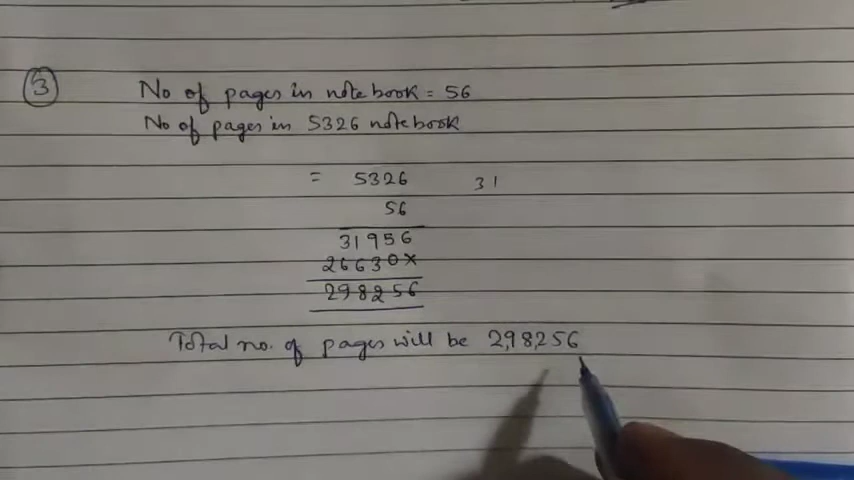 3 No of pages in notebook = 56
No of pages in 5326 notebook
= 5326 31
56
31956
26630x
298256
Total no. of pages will be 2,98,256